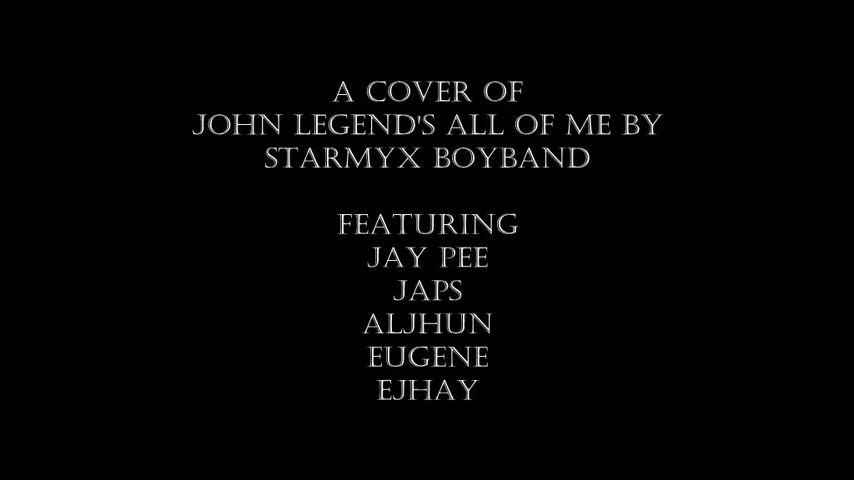 A COVER OF
JOHN LEGEND'S ALL OF ME BY
STARMYX BOYBAND
FEATURING
JAY PEE
JAPS
ALJHUN
EUGENE
EJHAY